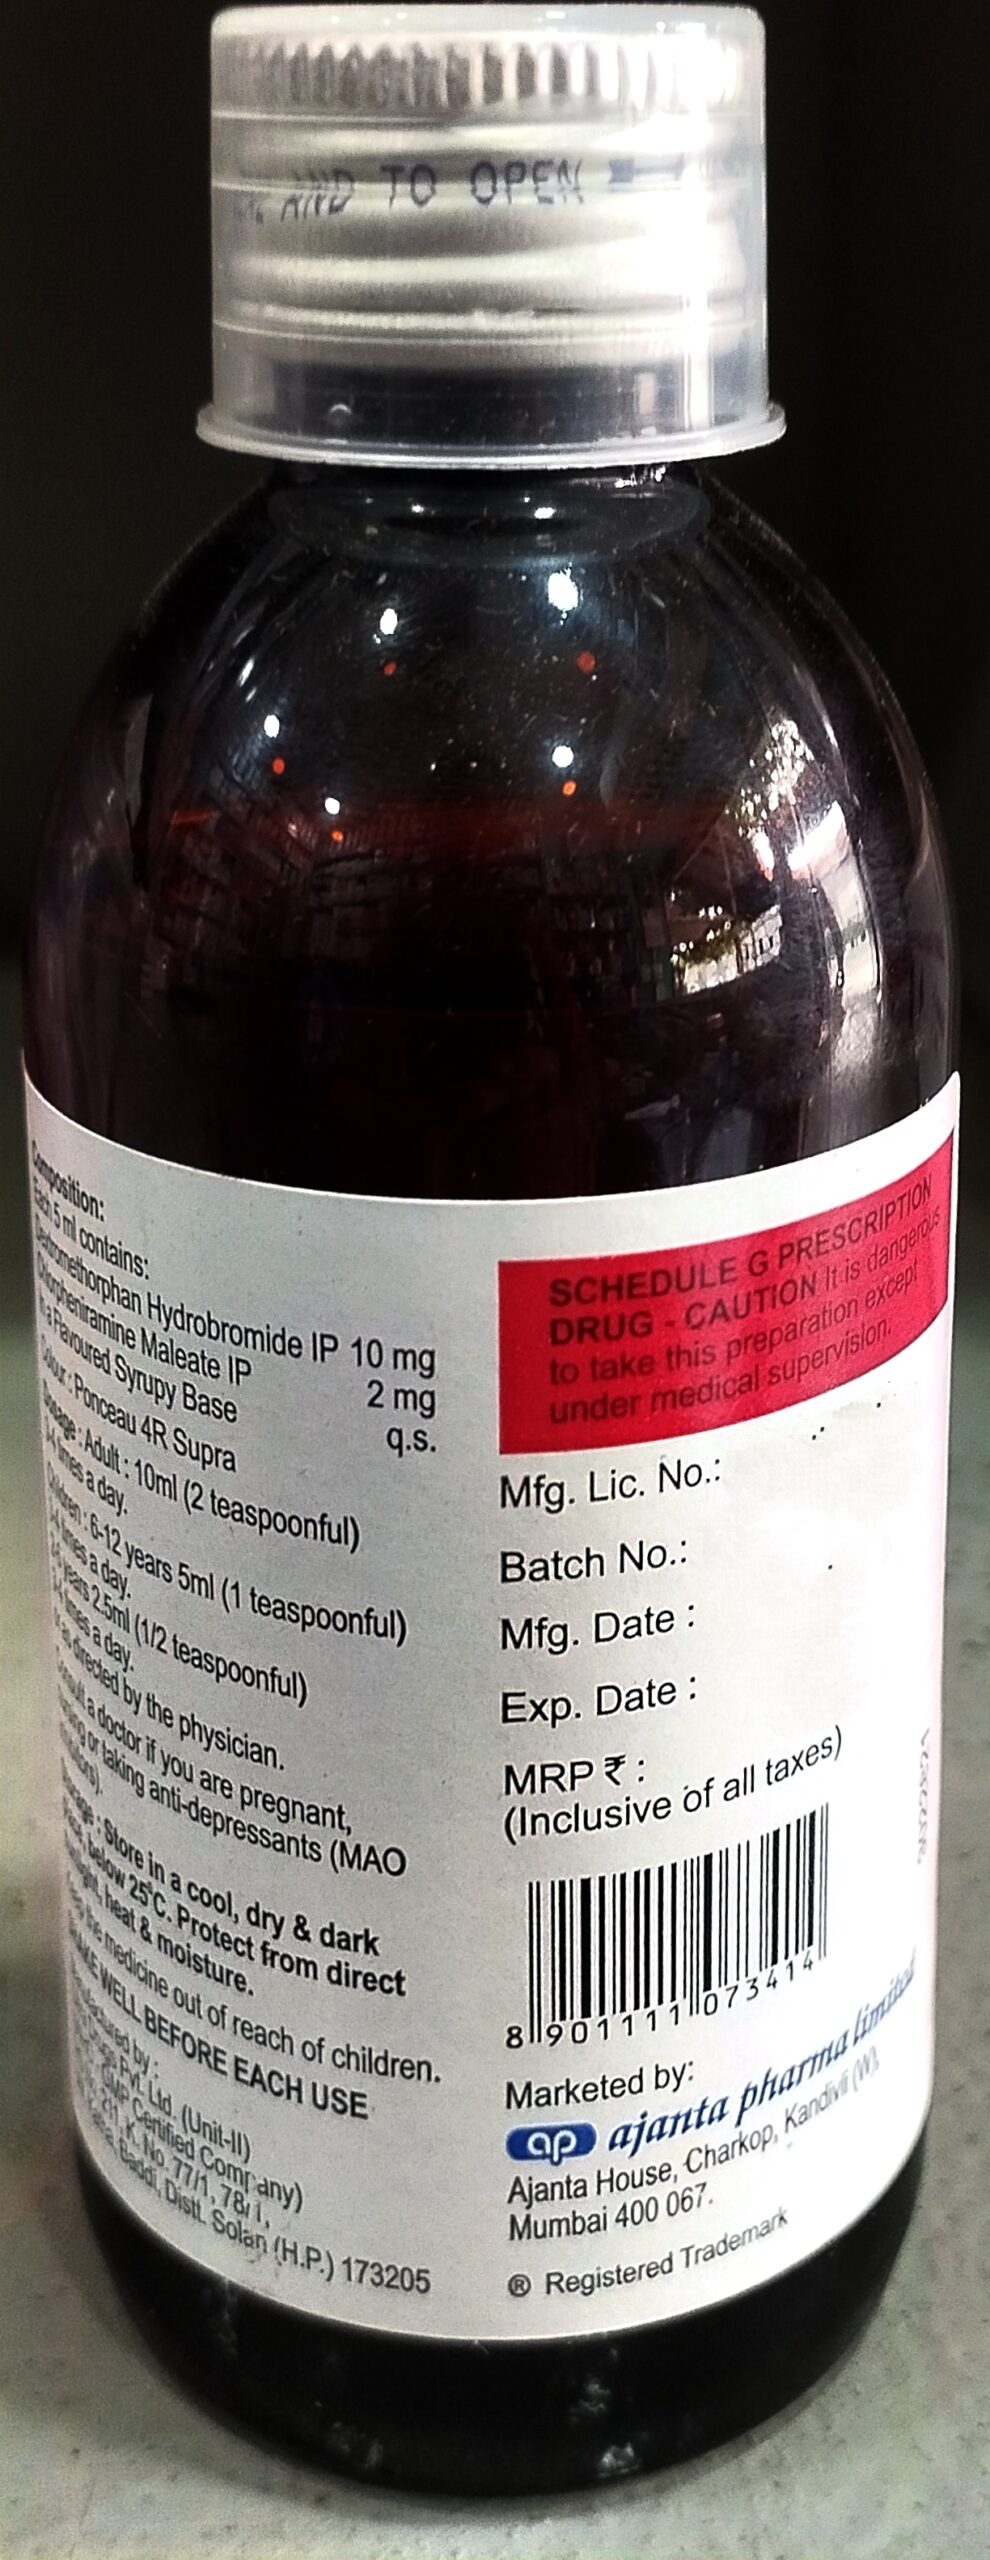 AND TO OPEN
Composition:
Each 5 ml contains:
Dextromethorphan Hydrobromide IP 10 mg
Chlorpheniramine Maleate IP 2 mg
In a Flavoured Syrupy Base q.s.
Colour : Ponceau 4R Supra
Dosage : Adult : 10ml (2 teaspoonful)
3-4 times a day.
Children : 6-12 years 5ml (1 teaspoonful)
3-4 times a day.
years 2.5ml (1/2 teaspoonful)
3-4 times a day.
directed by the physician.
Consult a doctor if you are pregnant,
nursing or taking anti-depressants (MAO
inhibitors).
Storage : Store in a cool, dry & dark
place, below 25°C. Protect from direct
sunlight, heat & moisture.
Keep the medicine out of reach of children.
SHAKE WELL BEFORE EACH USE
Manufactured by :
Pvt. Ltd. (Unit-II)
GMP Certified Company)
K. No. 77/1, 78/1,
Baddi, Distt. Solan (H.P.) 173205
SCHEDULE G PRESCRIPTION
DRUG - CAUTION It is dangerous
to take this preparation except
under medical supervision.
Mfg. Lic. No.:
Batch No.:
Mfg. Date :
Exp. Date :
MRP ₹ :
(Inclusive of all taxes)
8 901111 073414
Marketed by:
ap ajanta pharma limited
Ajanta House, Charkop, Kandivli (W),
Mumbai 400 067.
® Registered Trademark